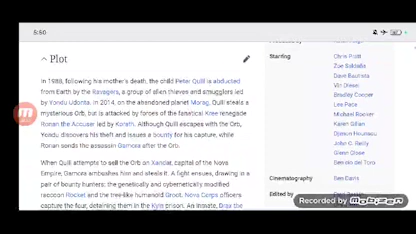 5:50
Plot
Starring
Chris Pratt
Zoe Saldaña
Dave Bautista
Vin Diesel
Bradley Cooper
Lee Pace
Michael Rooker
Karen Gillan
Djimon Hounsou
John C. Reilly
Glenn Close
Benicio del Toro
Cinematography
Ben Davis
Edited by
In 1988, following his mother's death, the child Peter Quill is abducted
from Earth by the Ravagers, a group of alien thieves and smugglers led
by Yondu Udonta. In 2014, on the abandoned planet Morag, Quill steals a
mysterious Orb, but is attacked by forces of the fanatical Kree renegade
Ronan the Accuser led by Korath. Although Quill escapes with the Orb,
Yondu discovers his theft and issues a bounty for his capture, while
Ronan sends the assassin Gamora after the Orb.
When Quill attempts to sell the Orb on Xandar, capital of the Nova
Empire, Gamora ambushes him and steals it. A fight ensues, drawing in a
pair of bounty hunters: the genetically and cybernetically modified
raccoon Rocket and the tree-like humanoid Groot. Nova Corps officers
capture the four, detaining them in the Kyln prison. An inmate, Drax the
Recorded by mobizen